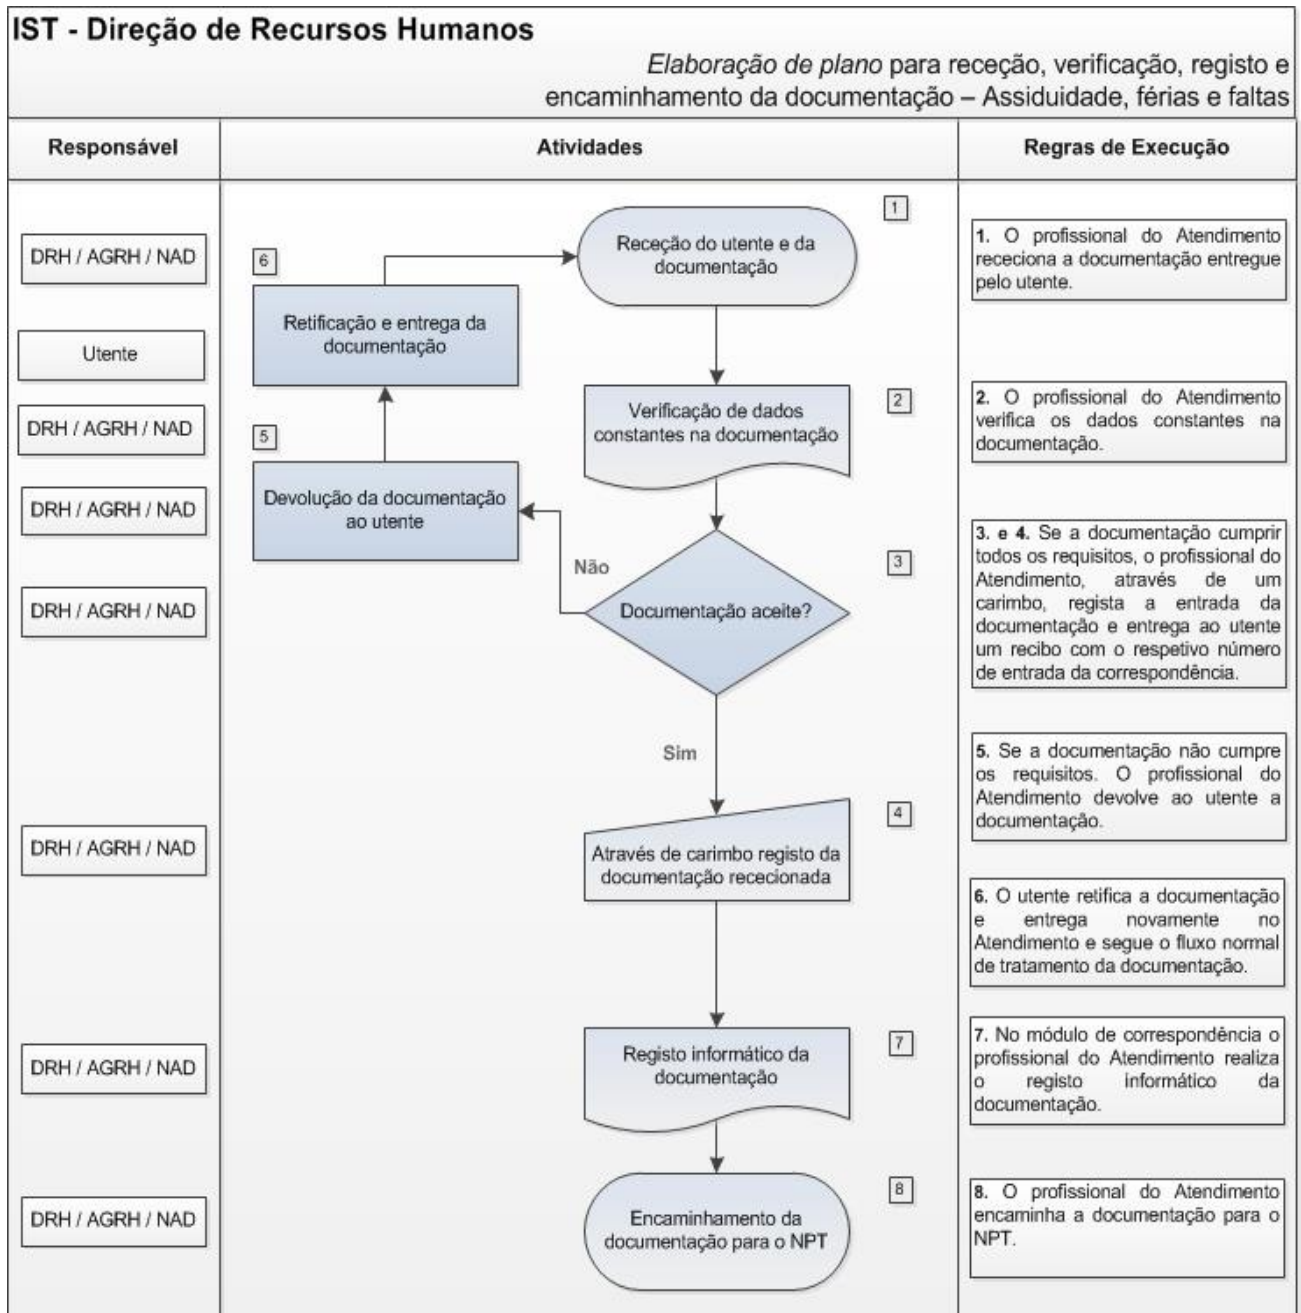 IST - Direção de Recursos Humanos
Elaboração de plano para receção, verificação, registo e
encaminhamento da documentação – Assiduidade, férias e faltas
Responsável
Atividades
Regras de Execução
DRH / AGRH / NAD
Utente
DRH / AGRH / NAD
DRH / AGRH / NAD
DRH / AGRH / NAD
DRH / AGRH / NAD
DRH / AGRH / NAD
DRH / AGRH / NAD
1
Receção do utente e da
documentação
6
Retificação e entrega da
documentação
2
Verificação de dados
constantes na documentação
5
Devolução da documentação
ao utente
3
Não
Documentação aceite?
Sim
4
Através de carimbo registo da
documentação rececionada
7
Registo informático da
documentação
8
Encaminhamento da
documentação para o NPT
1. O profissional do Atendimento
receciona a documentação entregue
pelo utente.
2. O profissional do Atendimento
verifica os dados constantes na
documentação.
3. e 4. Se a documentação cumprir
todos os requisitos, o profissional do
Atendimento, através de um
carimbo, regista a entrada da
documentação e entrega ao utente
um recibo com o respetivo número
de entrada da correspondência.
5. Se a documentação não cumpre
os requisitos. O profissional do
Atendimento devolve ao utente a
documentação.
6. O utente retifica a documentação
e entrega novamente no
Atendimento e segue o fluxo normal
de tratamento da documentação.
7. No módulo de correspondência o
profissional do Atendimento realiza
o registo informático da
documentação.
8. O profissional do Atendimento
encaminha a documentação para o
NPT.